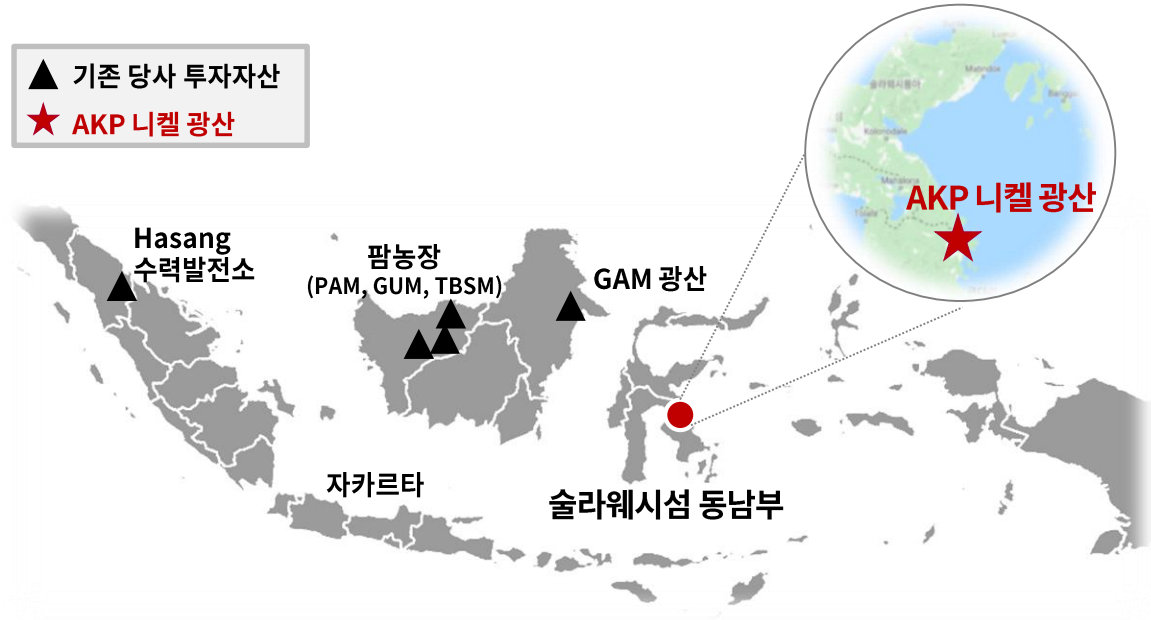 기존 당사 투자자산
AKP 니켈 광산
Matindok
Kolonodale
AKP 니켈 광산
Hasang
수력발전소
팜농장
(PAM, GUM, TBSM)
GAM 광산
자카르타
술라웨시섬 동남부